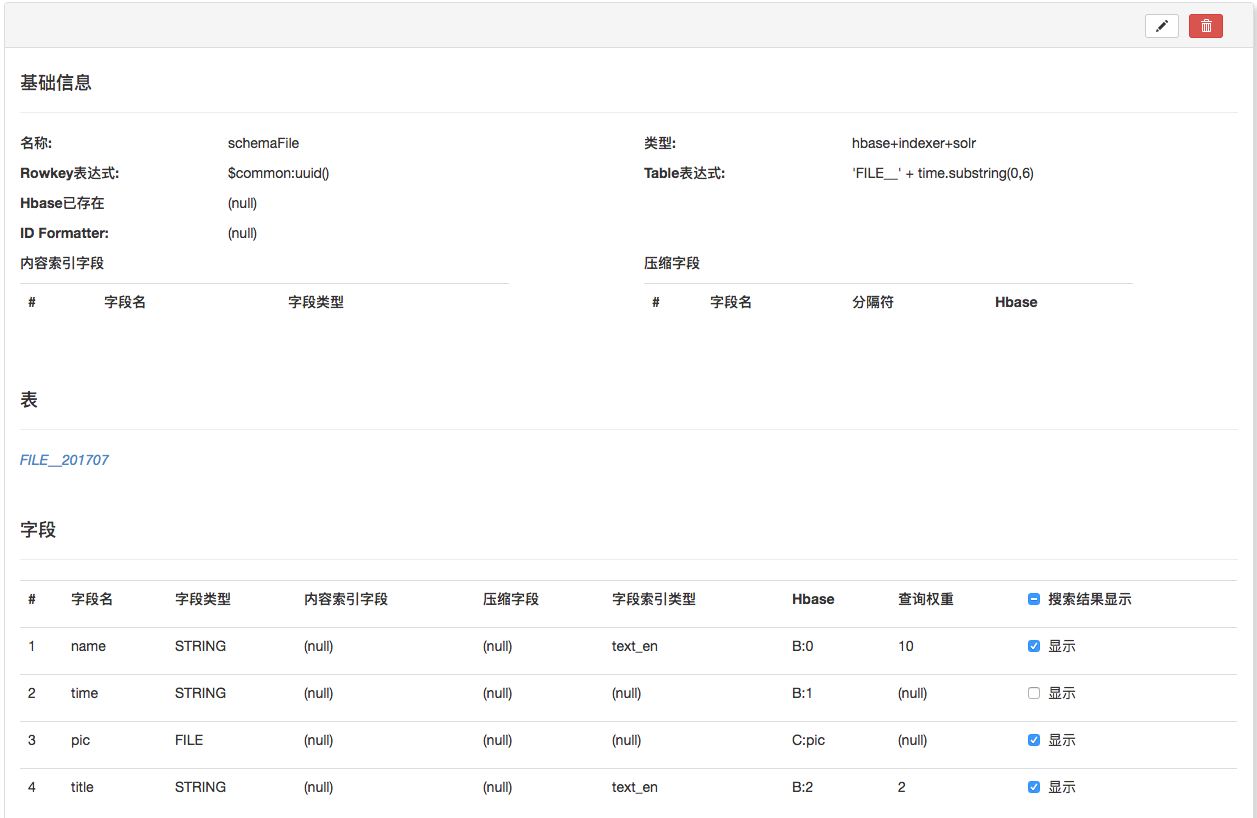 基础信息
名称: schemaFile 类型: hbase+indexer+solr
Rowkey表达式: $common:uuid() Table表达式: 'FILE__' + time.substring(0,6)
Hbase已存在 (null)
ID Formatter: (null)
内容索引字段 压缩字段
# 字段名 字段类型 # 字段名 分隔符 Hbase
表
FILE__201707
字段
# 字段名 字段类型 内容索引字段 压缩字段 字段索引类型 Hbase 查询权重 搜索结果显示
1 name STRING (null) (null) text_en B:0 10 显示
2 time STRING (null) (null) (null) B:1 (null) 显示
3 pic FILE (null) (null) (null) C:pic (null) 显示
4 title STRING (null) (null) text_en B:2 2 显示